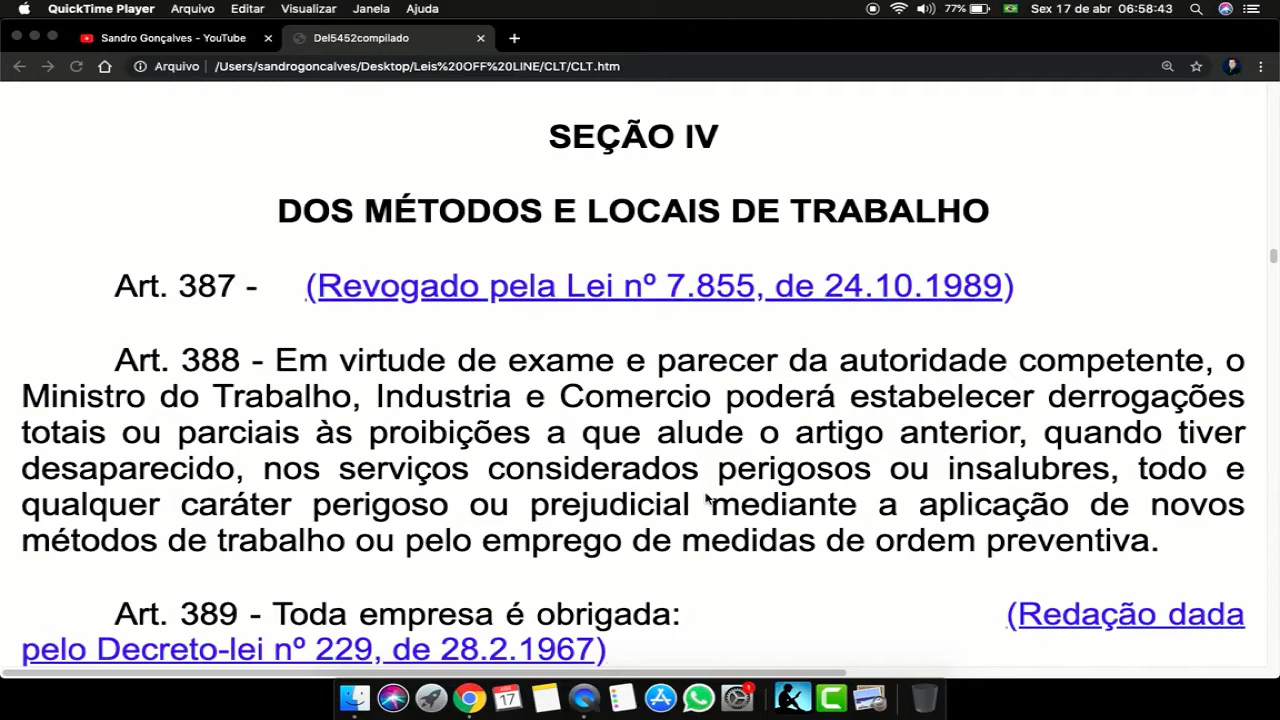 QuickTime Player Arquivo Editar Visualizar Janela Ajuda 77% Sex 17 de abr 06:58:43
Sandro Gonçalves - YouTube Del5452compilado
Arquivo /Users/sandrogoncalves/Desktop/Leis%20OFF%20LINE/CLT/CLT.htm
SEÇÃO IV
DOS MÉTODOS E LOCAIS DE TRABALHO
Art. 387 - (Revogado pela Lei nº 7.855, de 24.10.1989)
Art. 388 - Em virtude de exame e parecer da autoridade competente, o
Ministro do Trabalho, Industria e Comercio poderá estabelecer derrogações
totais ou parciais às proibições a que alude o artigo anterior, quando tiver
desaparecido, nos serviços considerados perigosos ou insalubres, todo e
qualquer caráter perigoso ou prejudicial mediante a aplicação de novos
métodos de trabalho ou pelo emprego de medidas de ordem preventiva.
Art. 389 - Toda empresa é obrigada: (Redação dada
pelo Decreto-lei nº 229, de 28.2.1967)
17
1